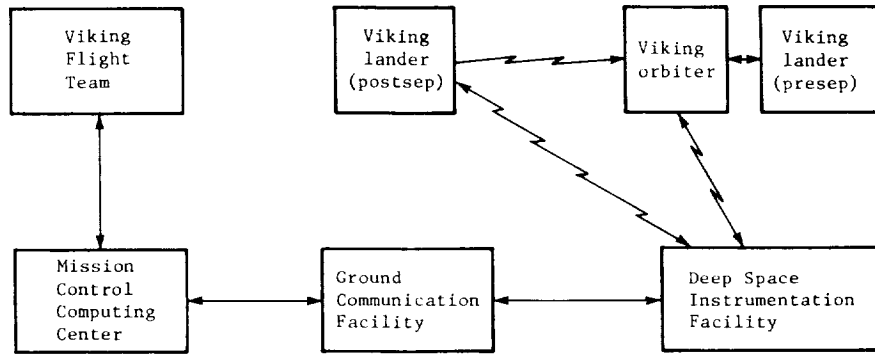 Viking
Flight
Team
Viking
lander
(postsep)
Viking
orbiter
Viking
lander
(presep)
Mission
Control
Computing
Center
Ground
Communication
Facility
Deep Space
Instrumentation
Facility